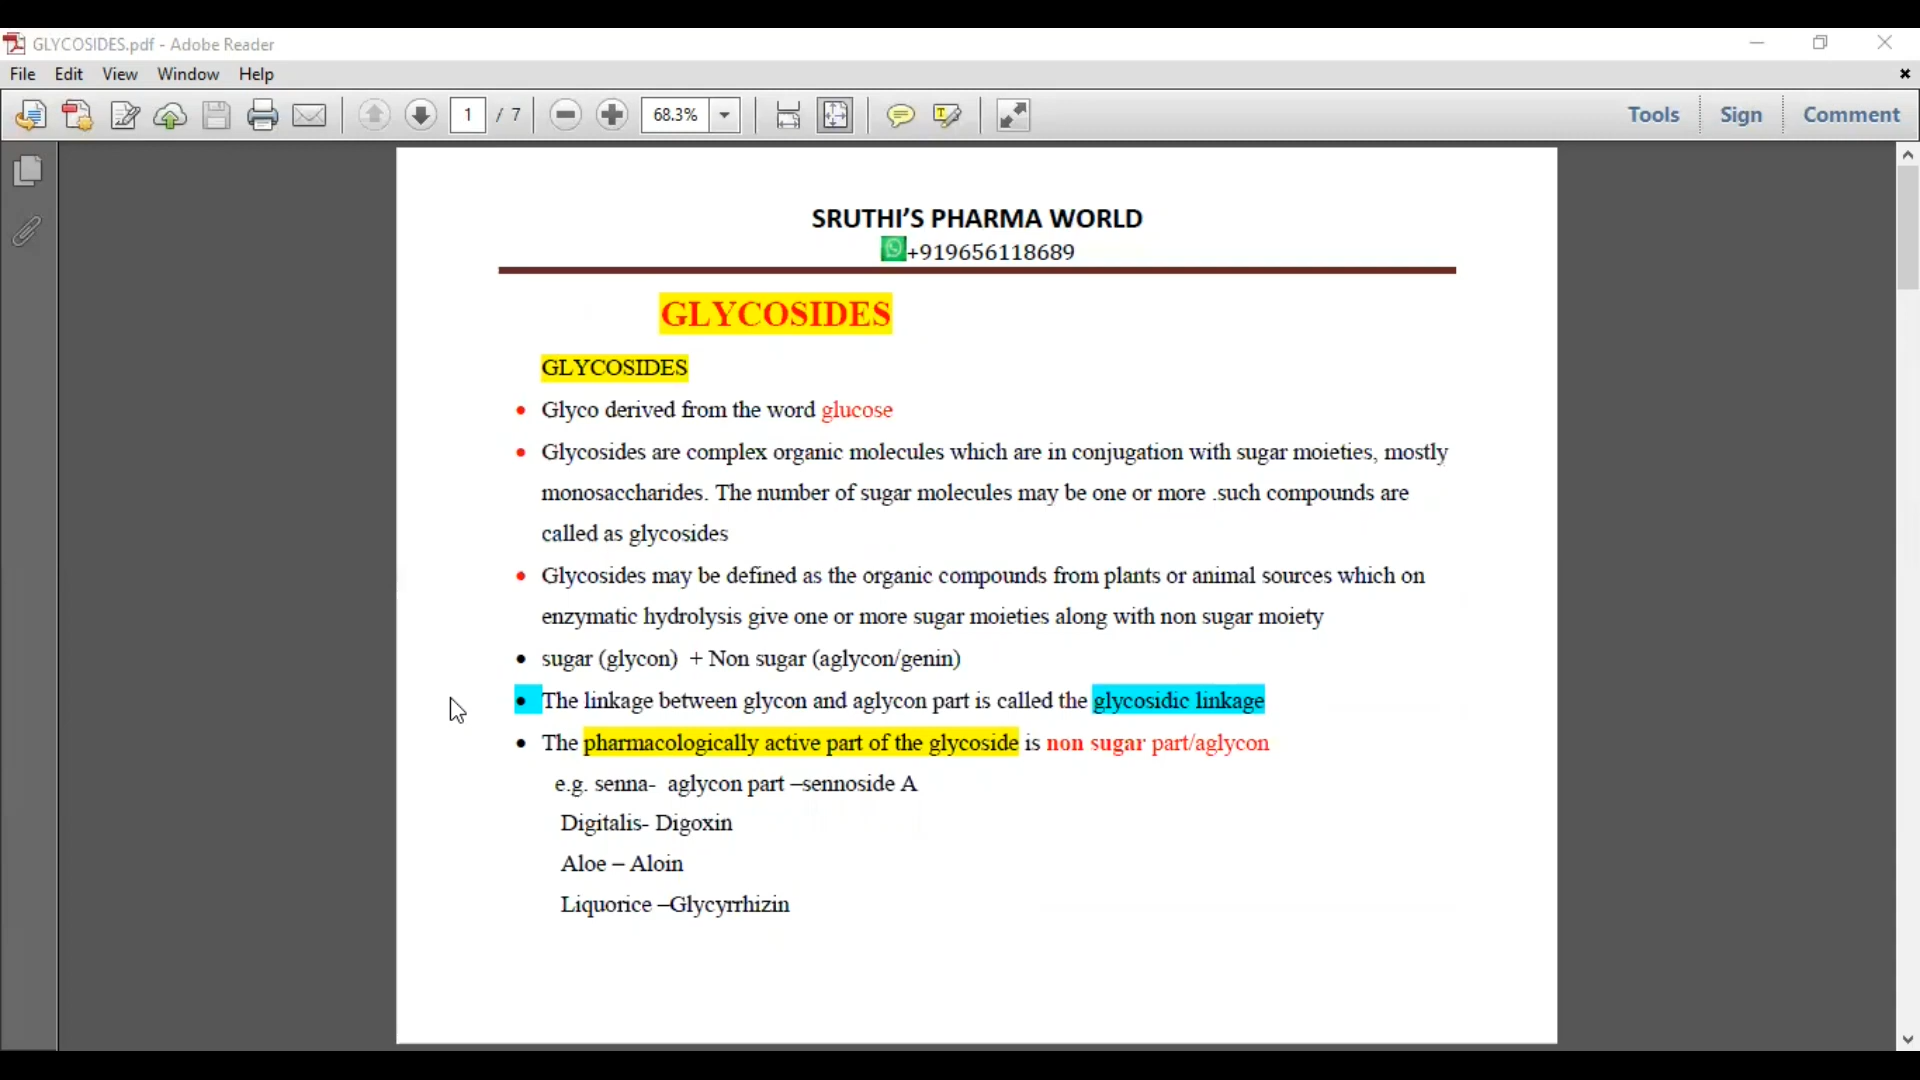 GLYCOSIDES.pdf - Adobe Reader
File Edit View Window Help
1 / 7 68.3% Tools Sign Comment
SRUTHI'S PHARMA WORLD
+919656118689
GLYCOSIDES
GLYCOSIDES
• Glyco derived from the word glucose
• Glycosides are complex organic molecules which are in conjugation with sugar moieties, mostly
monosaccharides. The number of sugar molecules may be one or more .such compounds are
called as glycosides
• Glycosides may be defined as the organic compounds from plants or animal sources which on
enzymatic hydrolysis give one or more sugar moieties along with non sugar moiety
• sugar (glycon) + Non sugar (aglycon/genin)
• The linkage between glycon and aglycon part is called the glycosidic linkage
• The pharmacologically active part of the glycoside is non sugar part/aglycon
e.g. senna- aglycon part –sennoside A
Digitalis- Digoxin
Aloe – Aloin
Liquorice –Glycyrrhizin